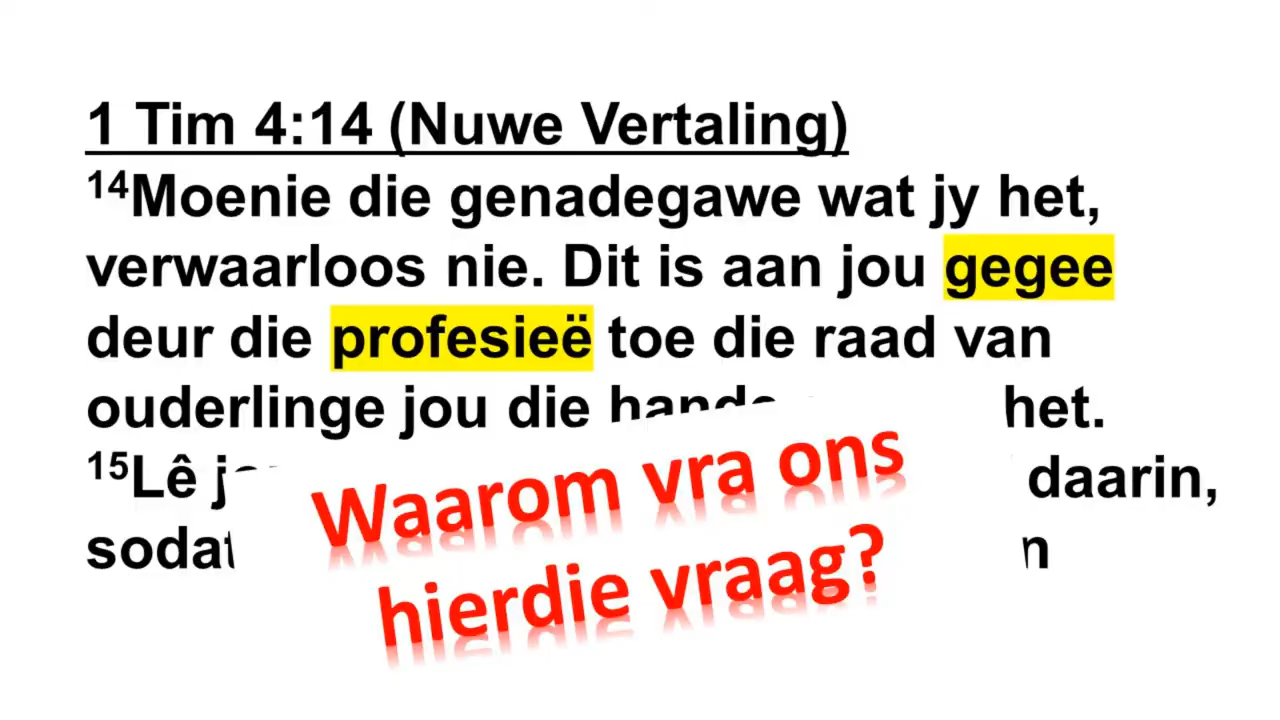 1 Tim 4:14 (Nuwe Vertaling)
¹⁴Moenie die genadegawe wat jy het,
verwaarloos nie. Dit is aan jou gegee
deur die profesieë toe die raad van
ouderlinge jou die het.
¹⁵Lê daarin,
Waarom vra ons
hierdie vraag?